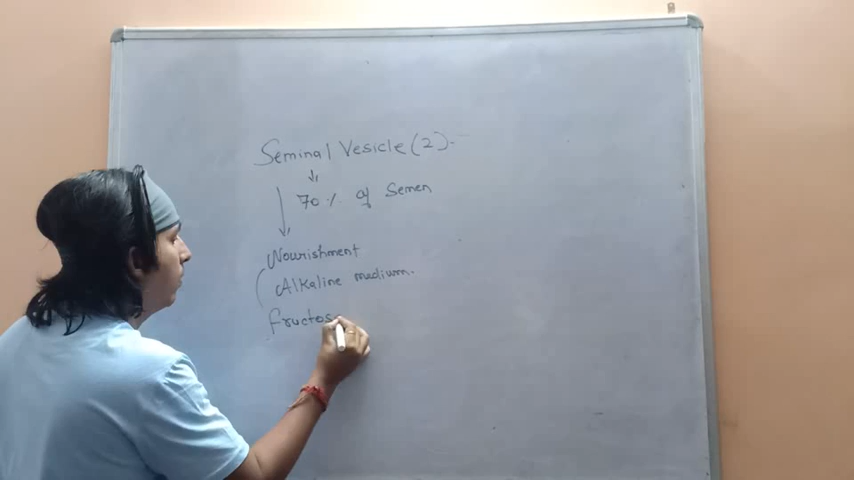 Seminal Vesicle (2).
70% of Semen
Nourishment
Alkaline medium.
fructos